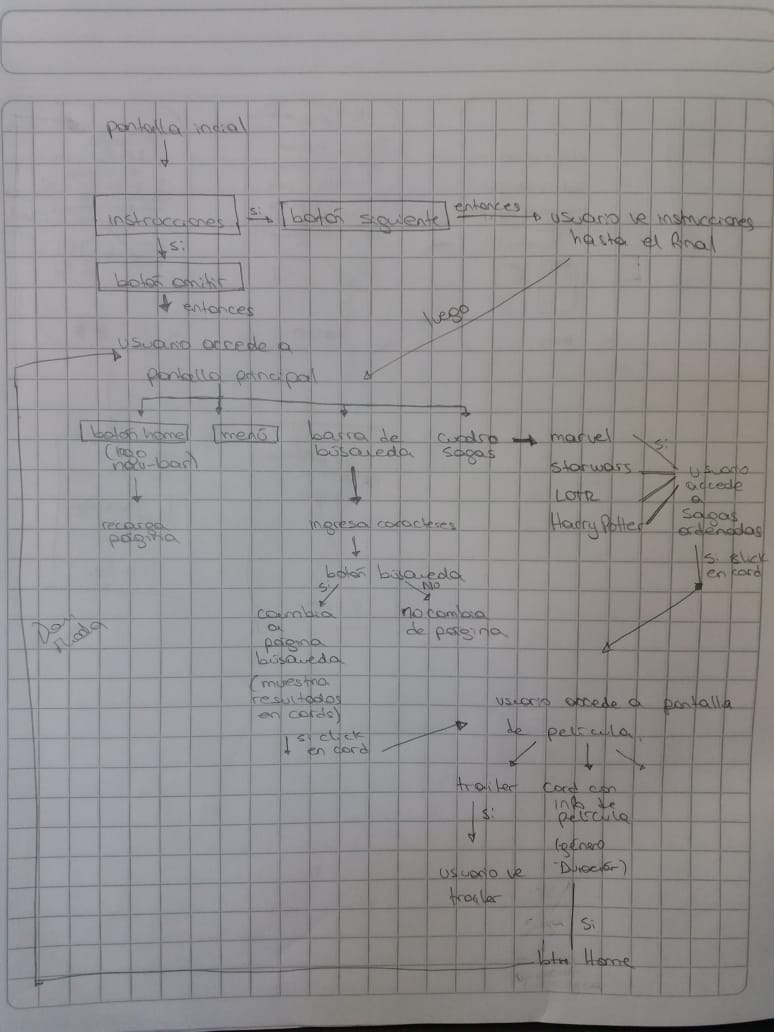 pantalla inicial
instrucciones
si
botón siguiente
entonces
usuario ve instrucciones
hasta el final
si
botón omitir
entonces
luego
usuario accede a
pantalla principal
botón home
(logo
nav-bar)
menú
barra de
búsqueda
cuadro
sagas
marvel
starwars
LOTR
Harry Potter
si
usuario
accede
a
sagas
ordenadas
recarga
página
ingresa caracteres
si click
en card
botón búsqueda
si
NO
cambia
a
página
búsqueda
(muestra
resultados
en cards)
no cambia
de página
si click
en card
usuario accede a pantalla
de película
trailer
card con
info de
película
(género
Duración)
si
usuario ve
trailer
si
btn Home